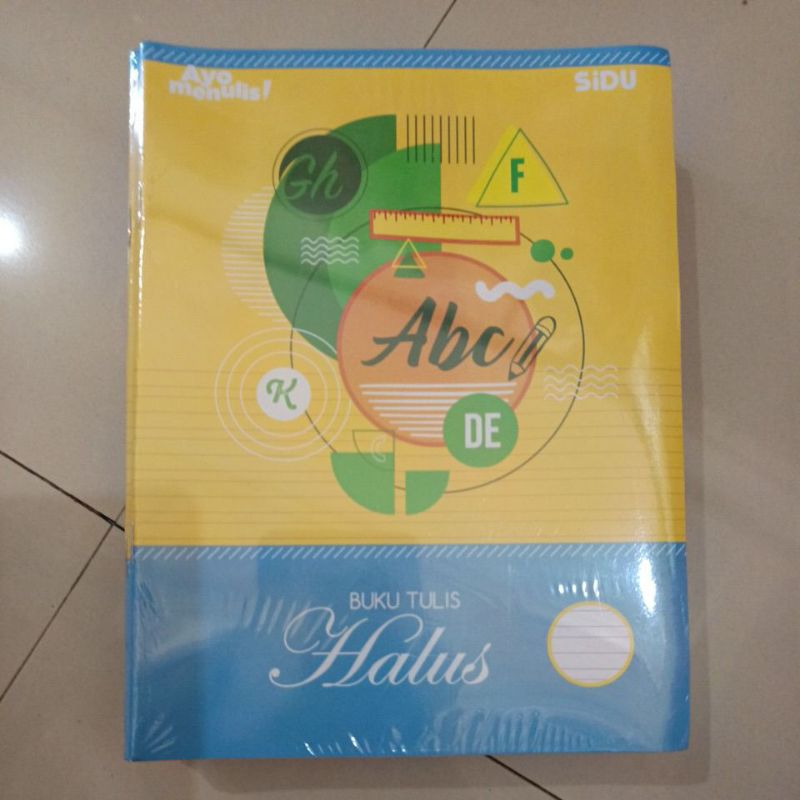 Ayo
menulis!
SiDU
Gh
F
Abc
K
DE
C
BUKU TULIS
Halus